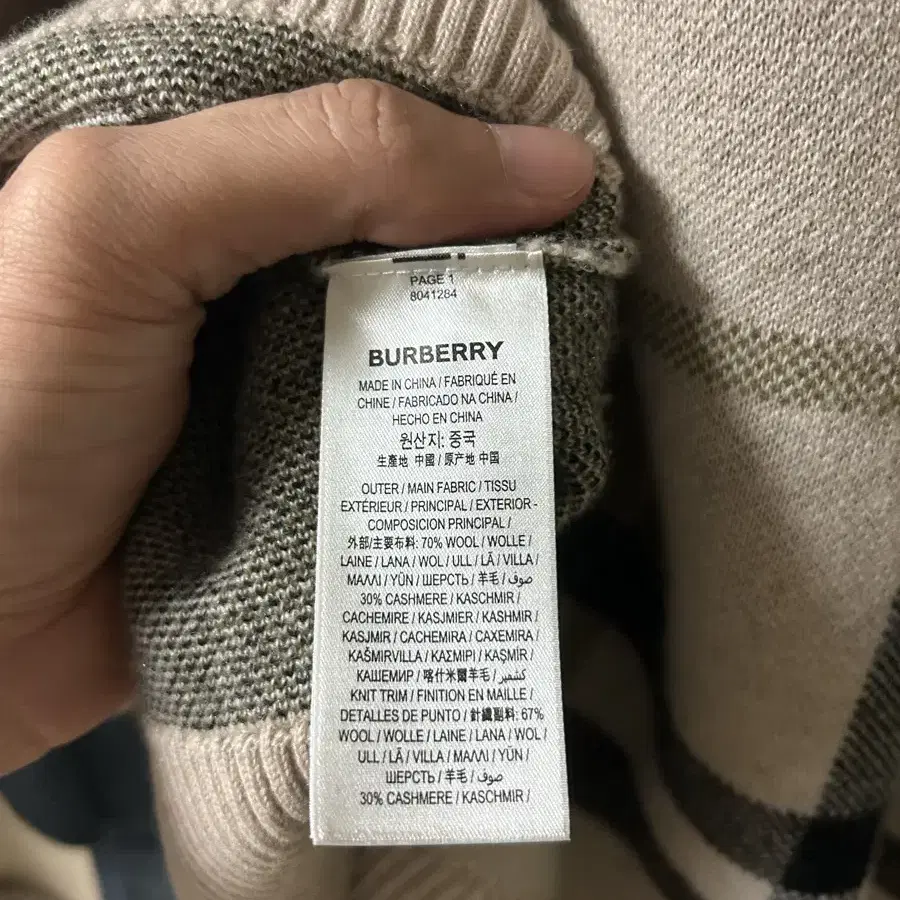 PAGE 1
8041284
BURBERRY
MADE IN CHINA / FABRIQUÉ EN
CHINE / FABRICADO NA CHINA /
HECHO EN CHINA
원산지: 중국
生產地 中國 / 原产地 中国
OUTER / MAIN FABRIC / TISSU
EXTÉRIEUR / PRINCIPAL / EXTERIOR -
COMPOSICION PRINCIPAL /
外部/主要布料: 70% WOOL / WOLLE /
LAINE / LANA / WOL / ULL / LÃ / VILLA /
ΜΑΛΛΙ / YÜN / ШЕРСТЬ / 羊毛 / صوف /
30% CASHMERE / KASCHMIR /
CACHEMIRE / KASJMIER / KASHMIR /
KASJMIR / CACHEMIRA / CAXEMIRA /
KAŠMIRVILLA / ΚΑΣΜΙΡΙ / KAŞMİR /
КАШЕМИР / 喀什米爾羊毛 / كشمير /
KNIT TRIM / FINITION EN MAILLE /
DETALLES DE PUNTO / 針織副料: 67%
WOOL / WOLLE / LAINE / LANA / WOL /
ULL / LÃ / VILLA / ΜΑΛΛΙ / YÜN /
ШЕРСТЬ / 羊毛 / صوف /
30% CASHMERE / KASCHMIR /